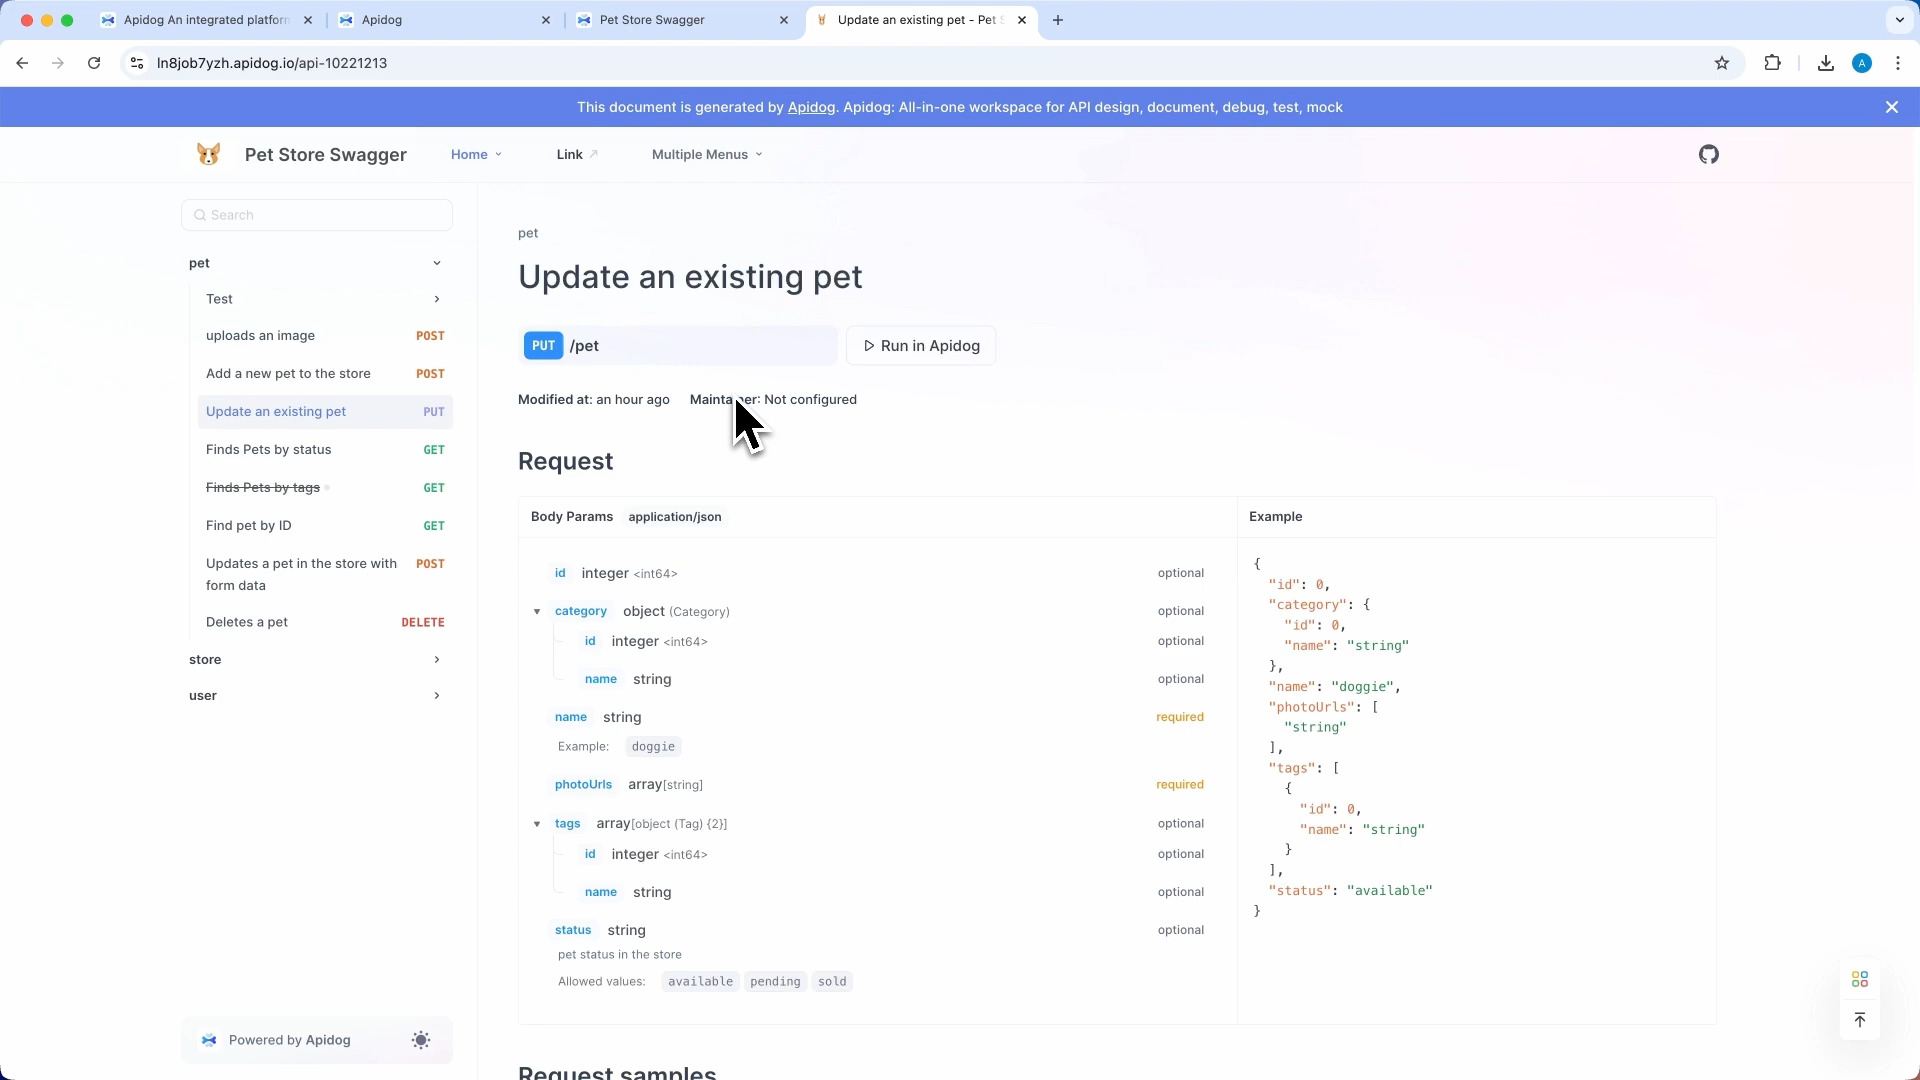 Apidog An integrated platform
Apidog
Pet Store Swagger
Update an existing pet - Pet S
ln8job7yzh.apidog.io/api-10221213
A
This document is generated by Apidog. Apidog: All-in-one workspace for API design, document, debug, test, mock
Pet Store Swagger
Home
Link
Multiple Menus
Search
pet
Test
uploads an image POST
Add a new pet to the store POST
Update an existing pet PUT
Finds Pets by status GET
Finds Pets by tags GET
Find pet by ID GET
Updates a pet in the store with POST
form data
Deletes a pet DELETE
store
user
Powered by Apidog
pet
Update an existing pet
PUT /pet
Run in Apidog
Modified at: an hour ago Maintainer: Not configured
Request
Body Params application/json
id integer <int64> optional
category object (Category) optional
id integer <int64> optional
name string optional
name string required
Example: doggie
photoUrls array[string] required
tags array[object (Tag) {2}] optional
id integer <int64> optional
name string optional
status string optional
pet status in the store
Allowed values: available pending sold
Example
{
"id": 0,
"category": {
"id": 0,
"name": "string"
},
"name": "doggie",
"photoUrls": [
"string"
],
"tags": [
{
"id": 0,
"name": "string"
}
],
"status": "available"
}
Request samples